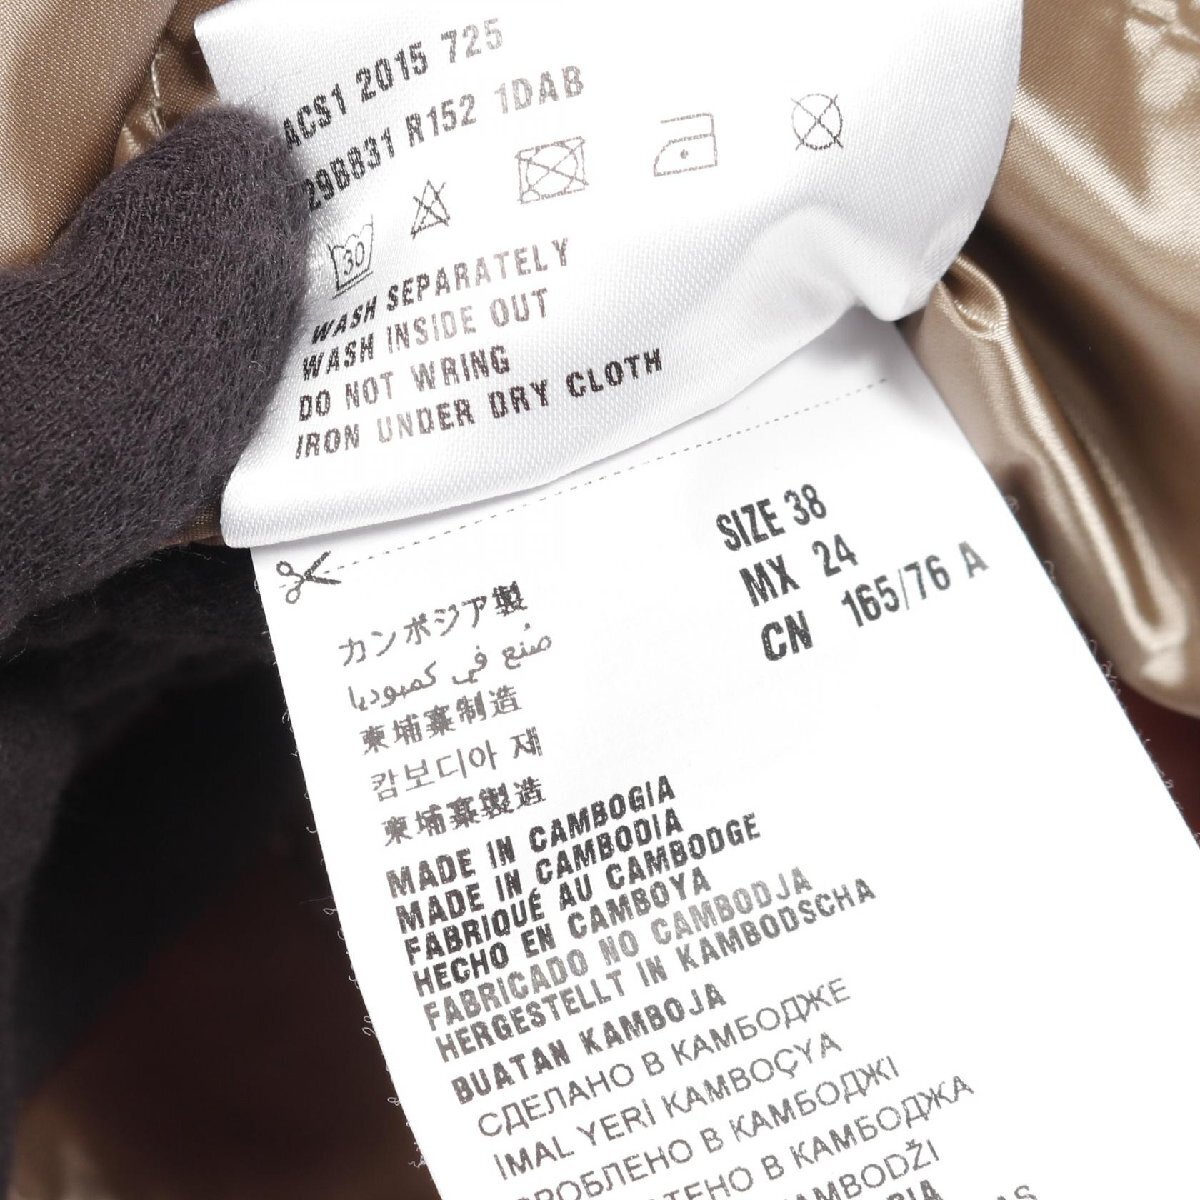 ACS1 2015 725
29B831 R152 1DAB
30
WASH SEPARATELY
WASH INSIDE OUT
DO NOT WRING
IRON UNDER DRY CLOTH
SIZE 38
MX 24
CN 165/76 A
カンボジア製
صنع في كمبوديا
柬埔寨制造
캄보디아 제
柬埔寨製造
MADE IN CAMBOGIA
MADE IN CAMBODIA
FABRIQUÉ AU CAMBODGE
HECHO EN CAMBOYA
FABRICADO NO CAMBODJA
HERGESTELLT IN KAMBODSCHA
BUATAN KAMBOJA
СДЕЛАНО В КАМБОДЖЕ
IMAL YERİ KAMBOÇYA
В КАМБОДЖІ
В КАМБОДЖА